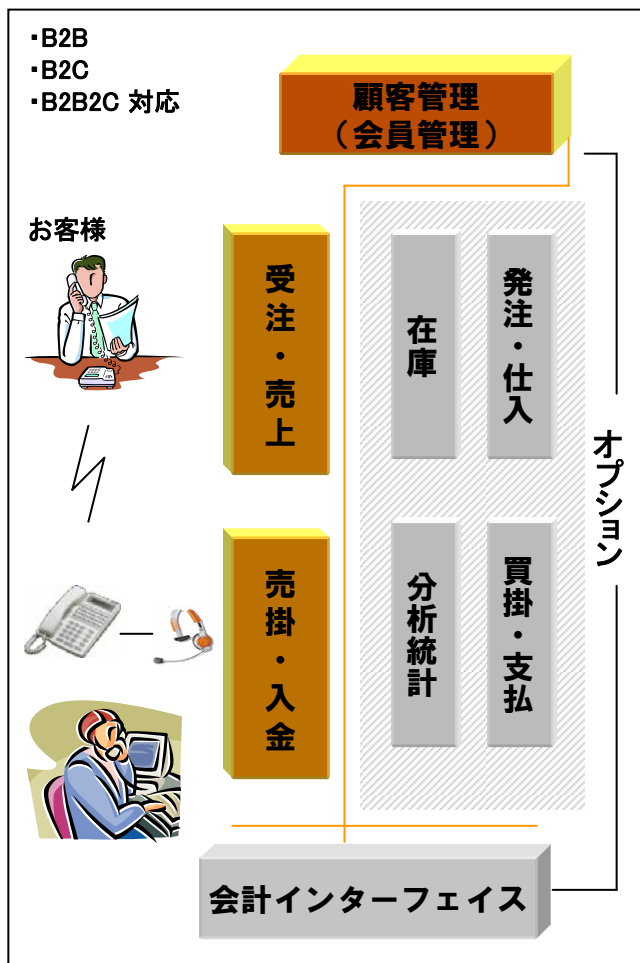 ・B2B
・B2C
・B2B2C 対応
顧客管理
（会員管理）
お客様
受注・売上
在庫
発注・仕入
オプション
売掛・入金
分析統計
買掛・支払
会計インターフェイス